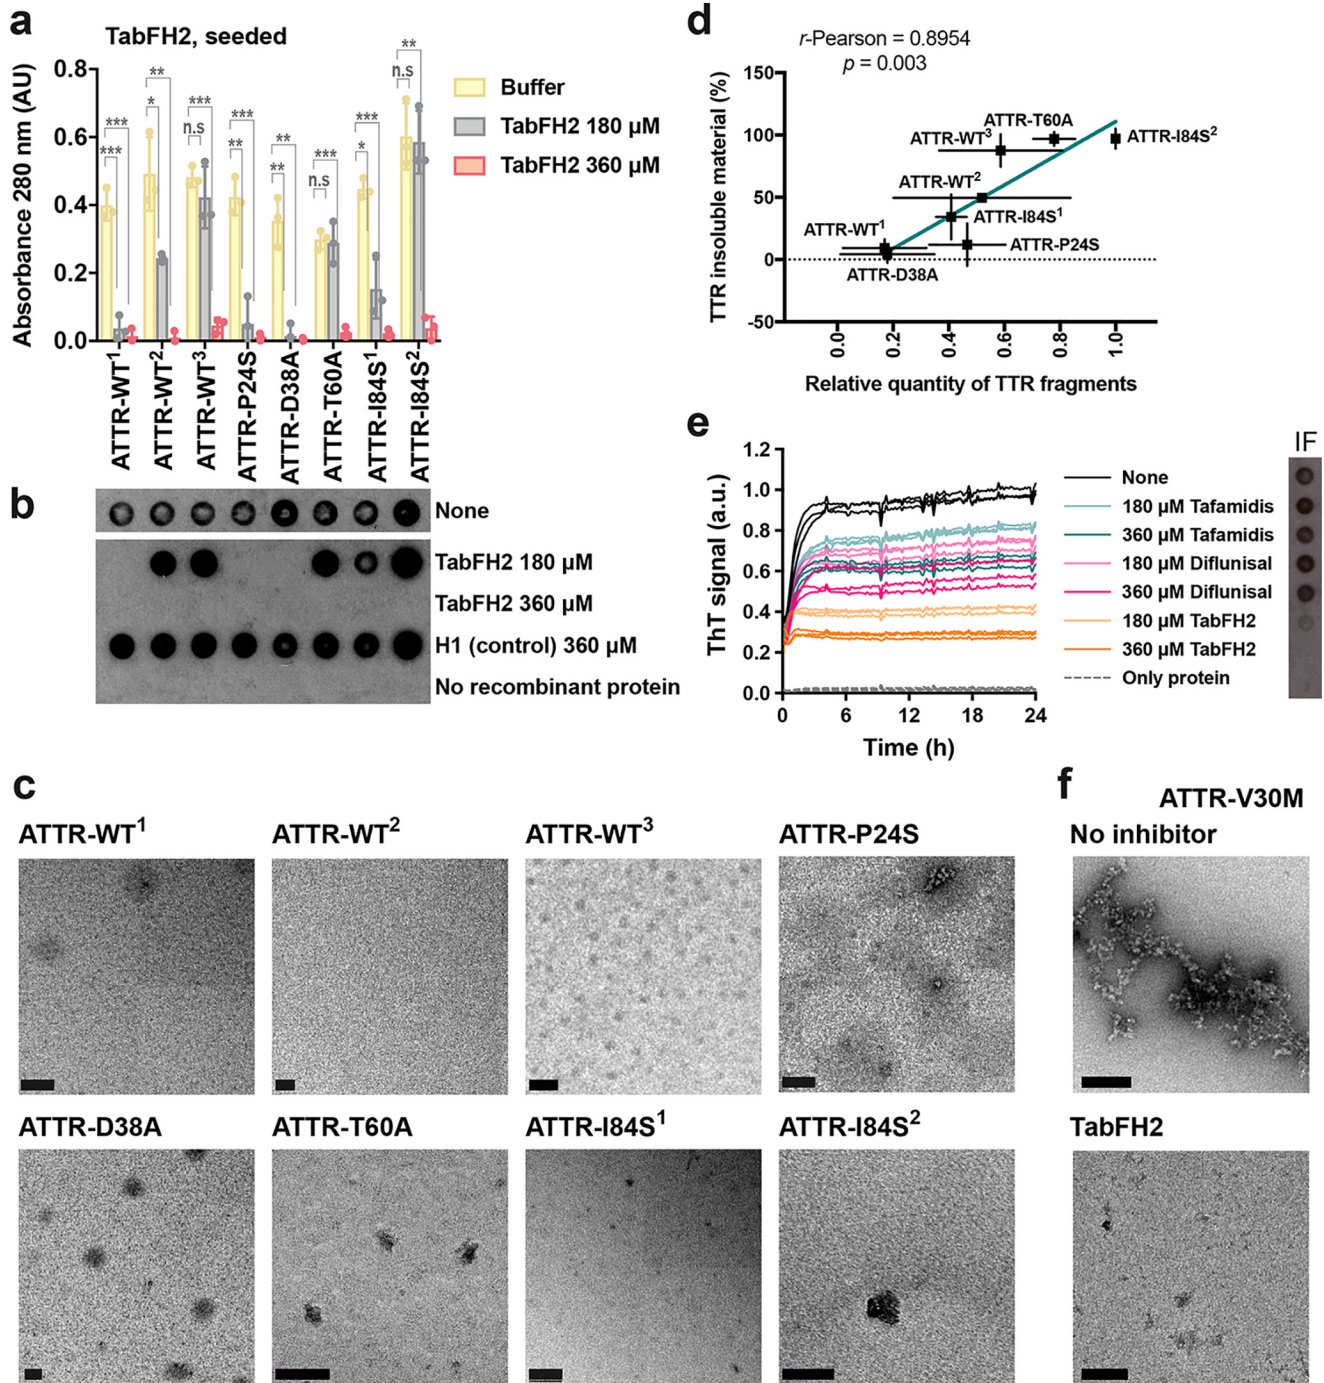 a
TabFH2, seeded
Absorbance 280 nm (AU)
0.8
0.6
0.4
0.2
0.0
*** *** ** * *** n.s *** ** ** ** *** n.s *** * ** n.s
Buffer
TabFH2 180 µM
TabFH2 360 µM
ATTR-WT1
ATTR-WT2
ATTR-WT3
ATTR-P24S
ATTR-D38A
ATTR-T60A
ATTR-I84S1
ATTR-I84S2
b
None
TabFH2 180 µM
TabFH2 360 µM
H1 (control) 360 µM
No recombinant protein
c
ATTR-WT1
ATTR-WT2
ATTR-WT3
ATTR-P24S
ATTR-D38A
ATTR-T60A
ATTR-I84S1
ATTR-I84S2
d
r-Pearson = 0.8954
p = 0.003
TTR insoluble material (%)
150
100
50
0
-50
ATTR-T60A
ATTR-WT3
ATTR-I84S2
ATTR-WT2
ATTR-WT1
ATTR-I84S1
ATTR-P24S
ATTR-D38A
0.0 0.2 0.4 0.6 0.8 1.0
Relative quantity of TTR fragments
e
ThT signal (a.u.)
1.2
1.0
0.8
0.6
0.4
0.2
0.0
0 6 12 18 24
Time (h)
IF
None
180 µM Tafamidis
360 µM Tafamidis
180 µM Diflunisal
360 µM Diflunisal
180 µM TabFH2
360 µM TabFH2
Only protein
f
ATTR-V30M
No inhibitor
TabFH2